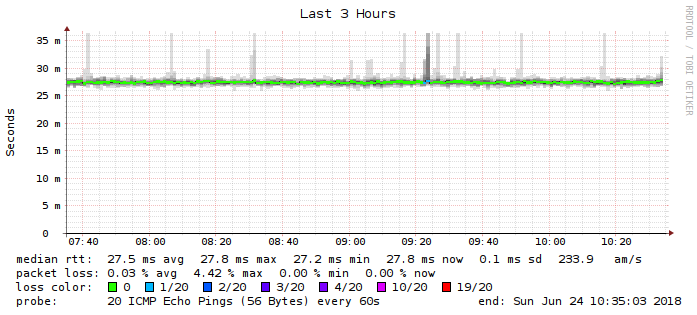 Last 3 Hours
RRDTOOL / TOBI OETIKER
Seconds
35 m
30 m
25 m
20 m
15 m
10 m
5 m
0
07:40 08:00 08:20 08:40 09:00 09:20 09:40 10:00 10:20
median rtt: 27.5 ms avg 27.8 ms max 27.2 ms min 27.8 ms now 0.1 ms sd 233.9 am/s
packet loss: 0.03 % avg 4.42 % max 0.00 % min 0.00 % now
loss color: 0 1/20 2/20 3/20 4/20 10/20 19/20
probe: 20 ICMP Echo Pings (56 Bytes) every 60s end: Sun Jun 24 10:35:03 2018